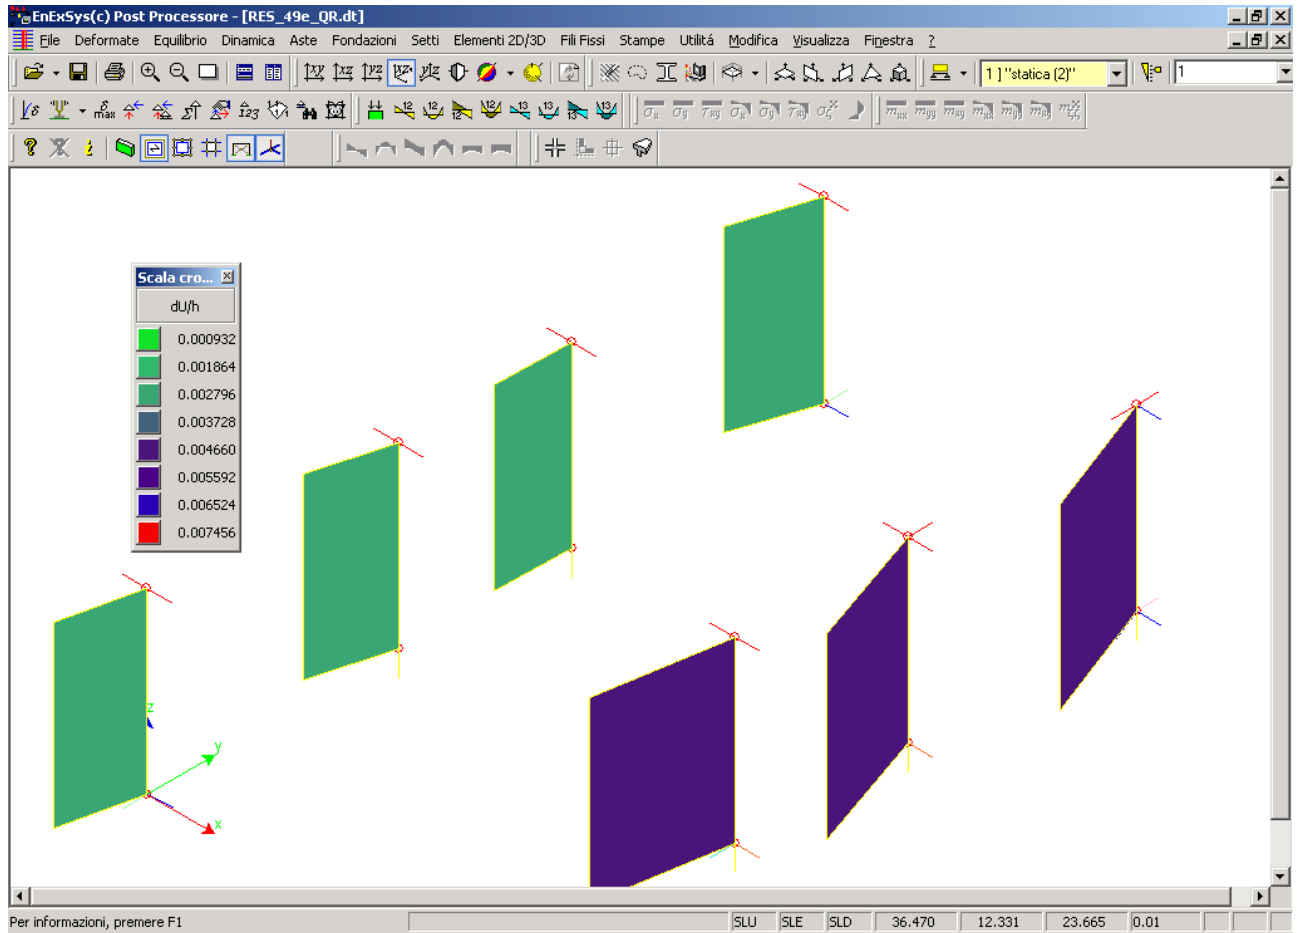 EnExSys(c) Post Processore - [RES_49e_QR.dt]
File Deformate Equilibrio Dinamica Aste Fondazioni Setti Elementi 2D/3D Fili Fissi Stampe Utilitá Modifica Visualizza Finestra ?
1 ] "statica (2)" 1
Scala cro...
dU/h
0.000932
0.001864
0.002796
0.003728
0.004660
0.005592
0.006524
0.007456
z
y
x
Per informazioni, premere F1 SLU SLE SLD 36.470 12.331 23.665 0.01